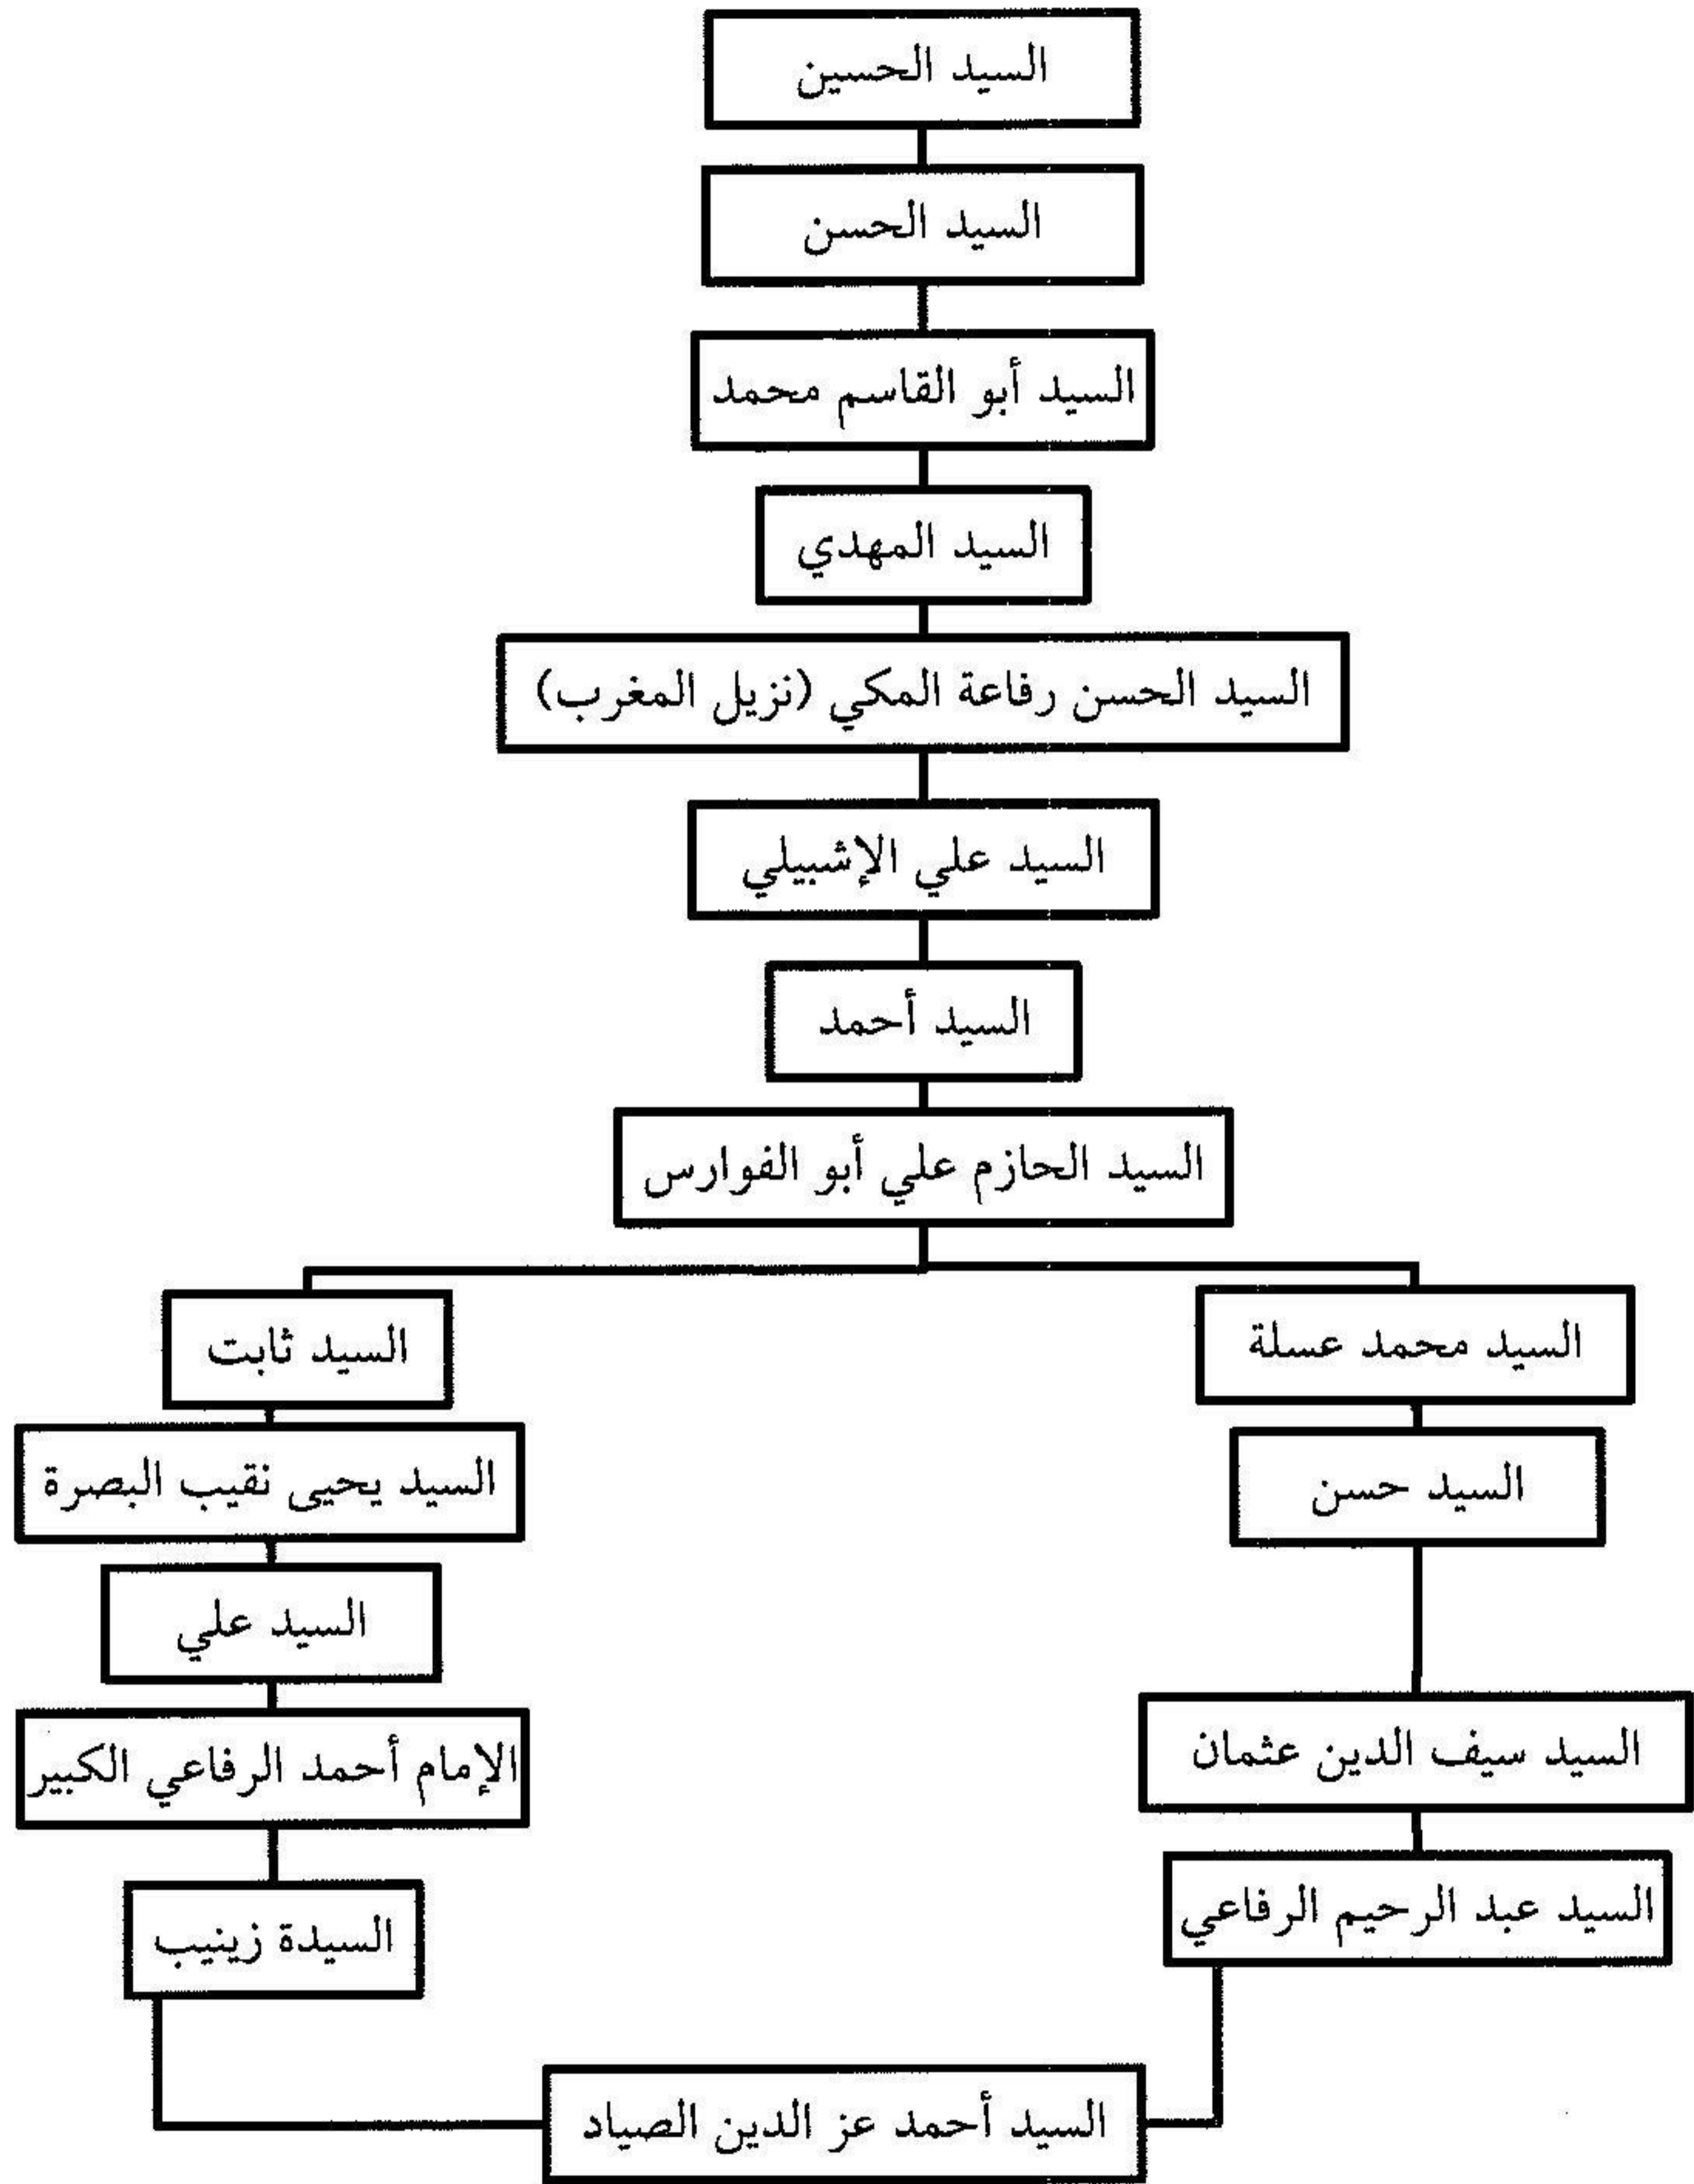 السيد الحسين
السيد الحسن
السيد أبو القاسم محمد
السيد المهدي
السيد الحسن رفاعة المكي (نزيل المغرب)
السيد علي الإشبيلي
السيد أحمد
السيد الحازم علي أبو الفوارس
السيد محمد عسلة
السيد حسن
السيد سيف الدين عثمان
السيد عبد الرحيم الرفاعي
السيد ثابت
السيد يحيى نقيب البصرة
السيد علي
الإمام أحمد الرفاعي الكبير
السيدة زينيب
السيد أحمد عز الدين الصياد